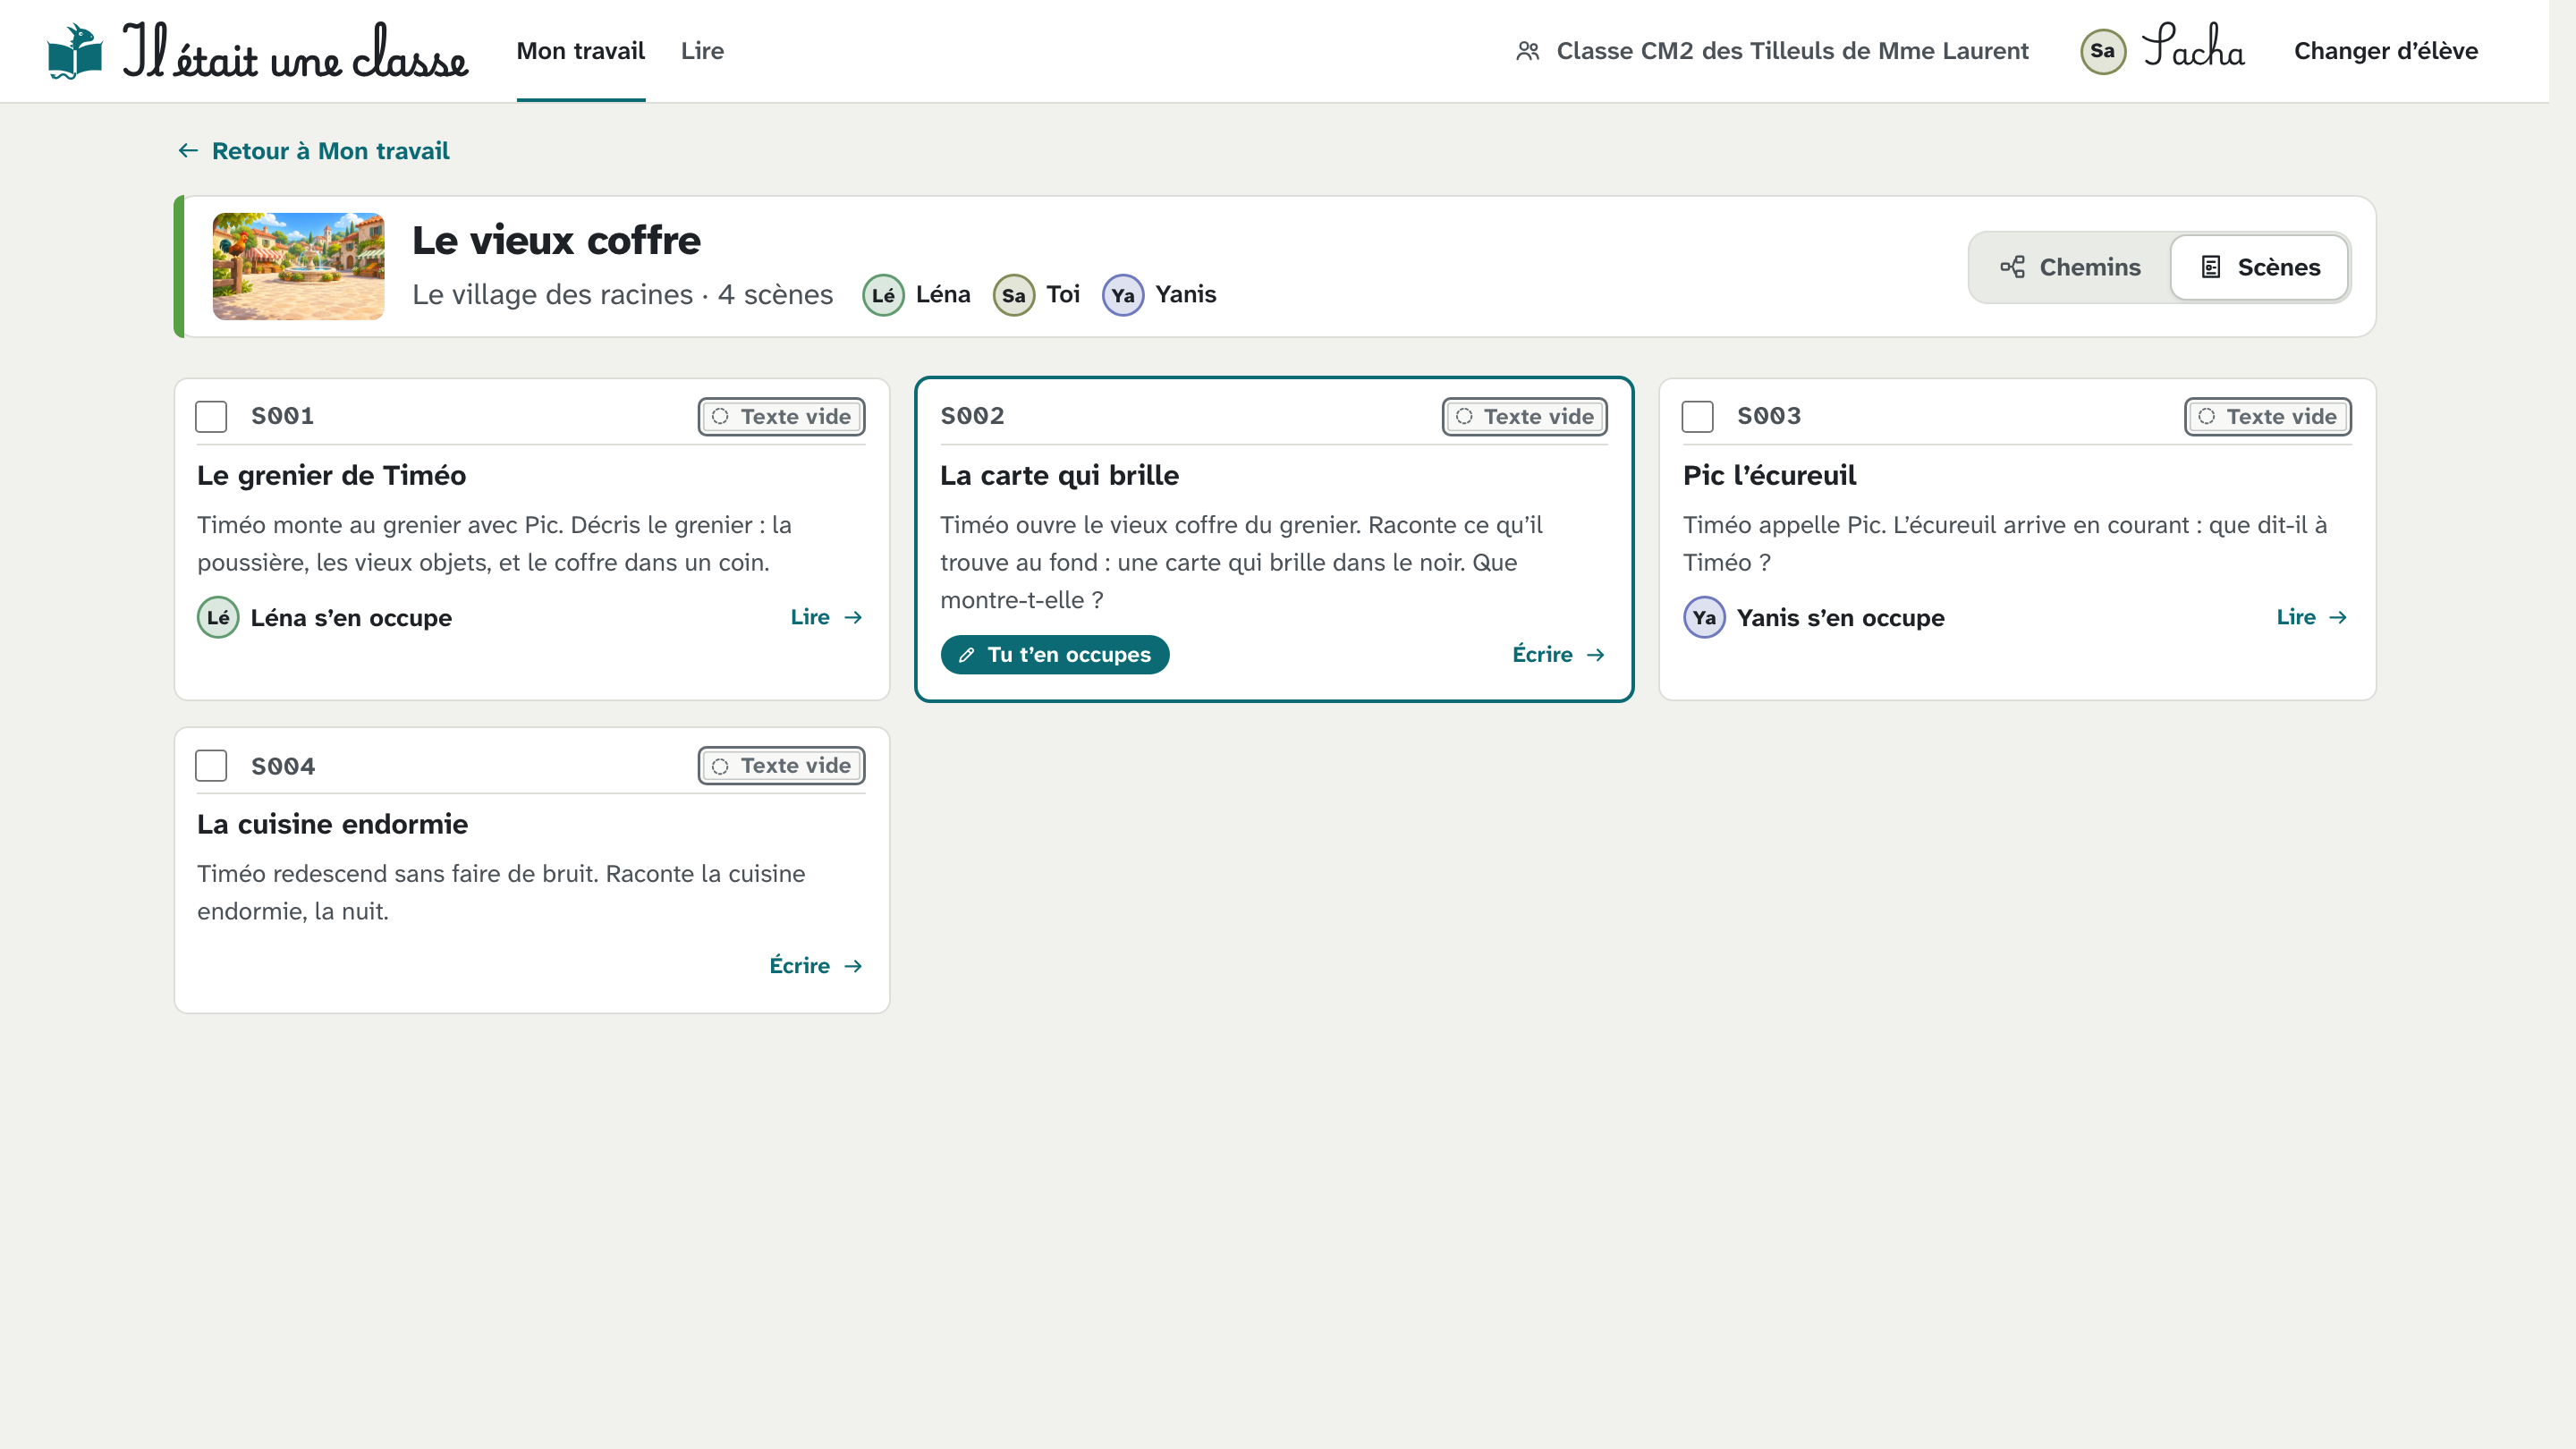 Il était une classe
Mon travail
Lire
Classe CM2 des Tilleuls de Mme Laurent
Sa
Sacha
Changer d’élève
← Retour à Mon travail
Le vieux coffre
Le village des racines · 4 scènes
Lé Léna
Sa Toi
Ya Yanis
Chemins
Scènes
S001
Texte vide
Le grenier de Timéo
Timéo monte au grenier avec Pic. Décris le grenier : la
poussière, les vieux objets, et le coffre dans un coin.
Lé Léna s’en occupe
Lire →
S002
Texte vide
La carte qui brille
Timéo ouvre le vieux coffre du grenier. Raconte ce qu’il
trouve au fond : une carte qui brille dans le noir. Que
montre-t-elle ?
Tu t’en occupes
Écrire →
S003
Texte vide
Pic l’écureuil
Timéo appelle Pic. L’écureuil arrive en courant : que dit-il à
Timéo ?
Ya Yanis s’en occupe
Lire →
S004
Texte vide
La cuisine endormie
Timéo redescend sans faire de bruit. Raconte la cuisine
endormie, la nuit.
Écrire →